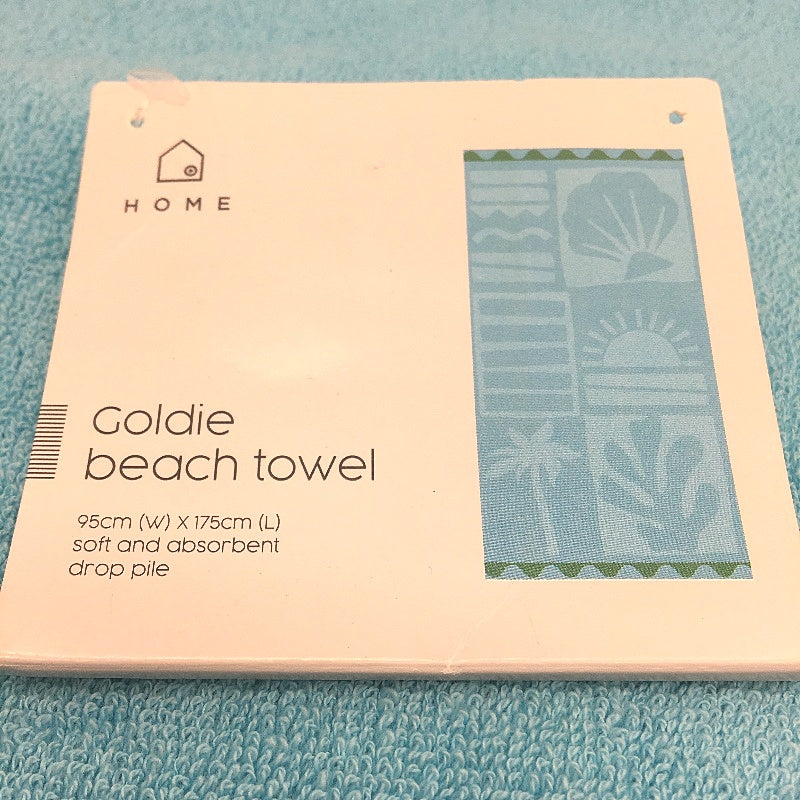 HOME
Goldie
beach towel
95cm (W) X 175cm (L)
soft and absorbent
drop pile